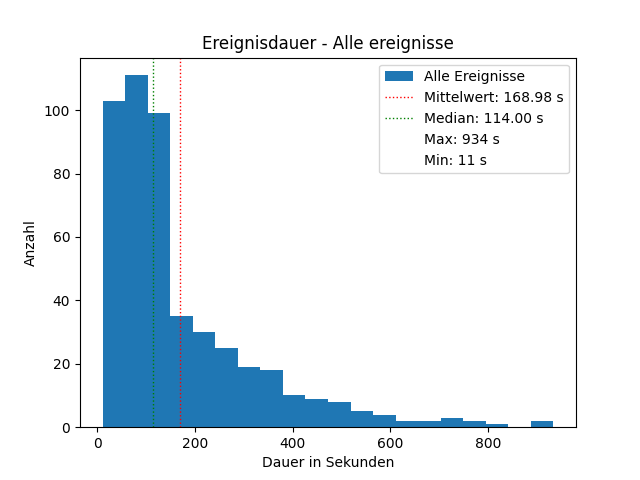 Ereignisdauer - Alle ereignisse
Alle Ereignisse
Mittelwert: 168.98 s
Median: 114.00 s
Max: 934 s
Min: 11 s
Anzahl
100
80
60
40
20
0
0 200 400 600 800
Dauer in Sekunden